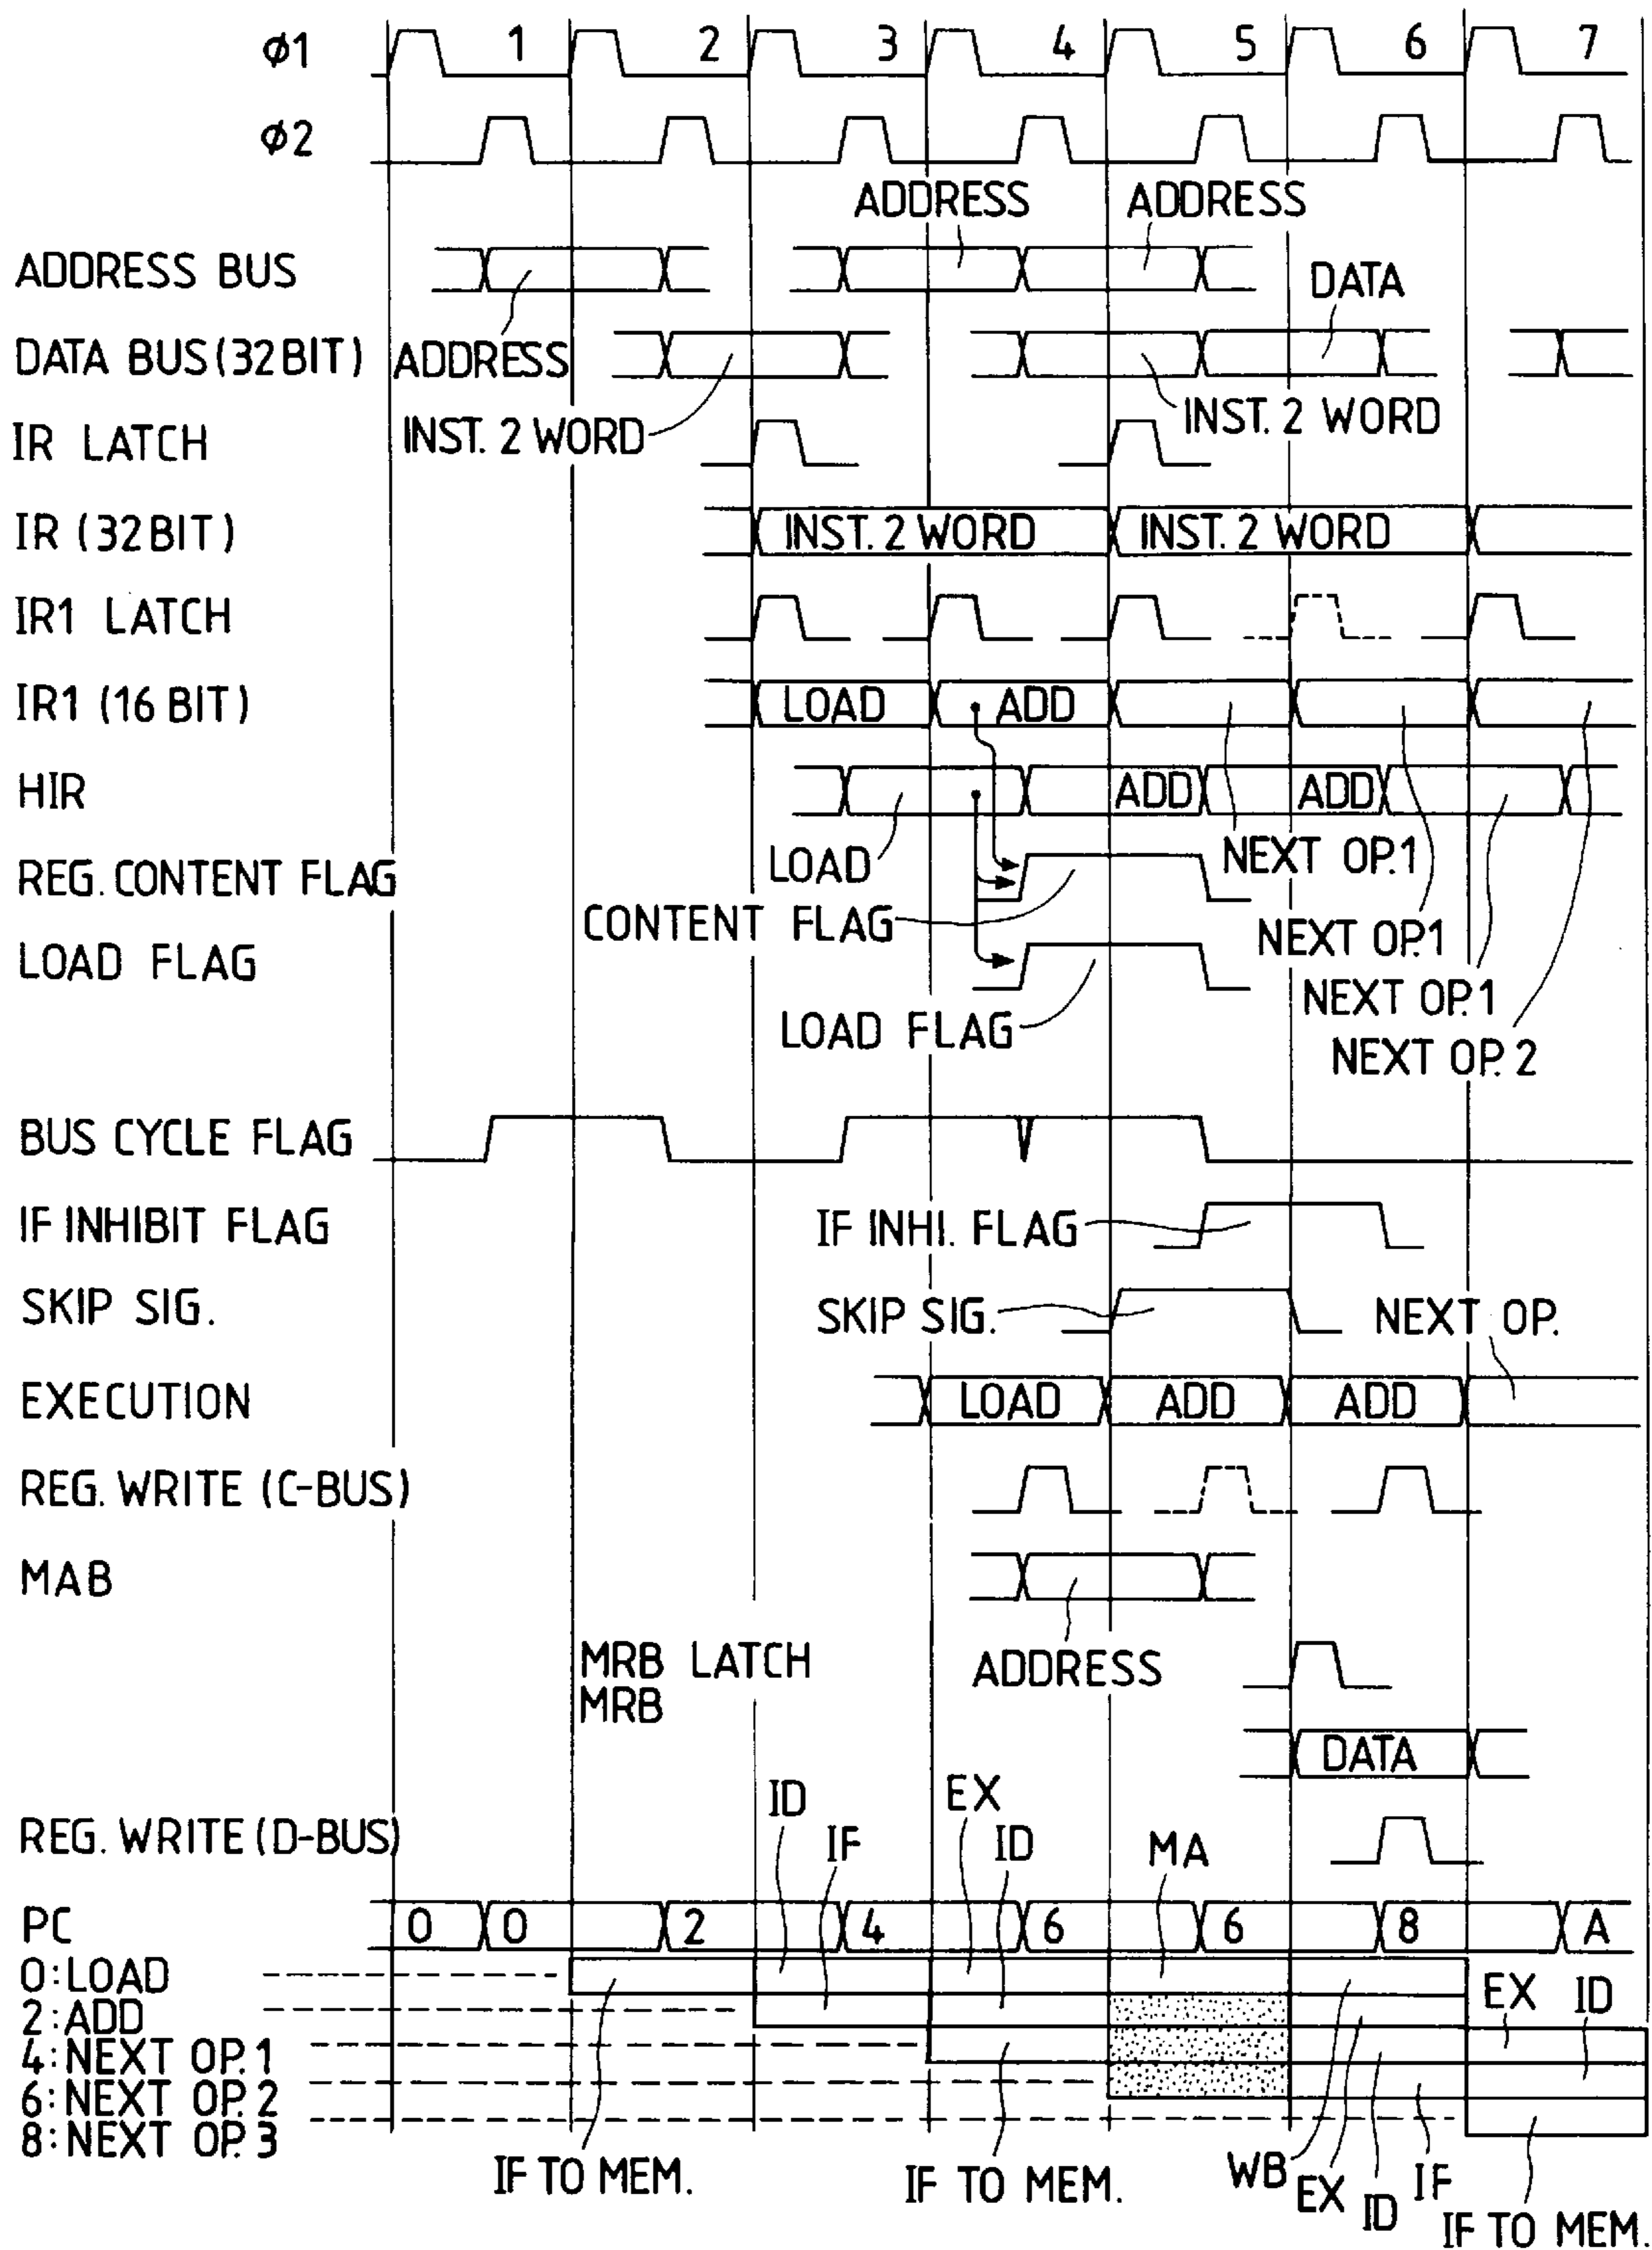 ø1 1 2 3 4 5 6 7
ø2
ADDRESS ADDRESS
ADDRESS BUS
DATA
DATA BUS (32BIT) ADDRESS
INST. 2 WORD INST. 2 WORD
IR LATCH
IR (32BIT) INST. 2 WORD INST. 2 WORD
IR1 LATCH
IR1 (16 BIT) LOAD ADD
HIR ADD ADD
LOAD NEXT OP.1
REG. CONTENT FLAG
CONTENT FLAG NEXT OP.1
LOAD FLAG
NEXT OP.1
LOAD FLAG
NEXT OP. 2
BUS CYCLE FLAG
IF INHIBIT FLAG IF INHI. FLAG
SKIP SIG. SKIP SIG. NEXT OP.
EXECUTION LOAD ADD ADD
REG. WRITE (C-BUS)
MAB
MRB LATCH ADDRESS
MRB
DATA
ID EX
REG. WRITE (D-BUS) IF ID MA
PC 0 0 2 4 6 6 8 A
0:LOAD
EX ID
2:ADD
4:NEXT OP.1
6:NEXT OP.2
8:NEXT OP.3
IF TO MEM. IF TO MEM. WB EX ID IF
IF TO MEM.